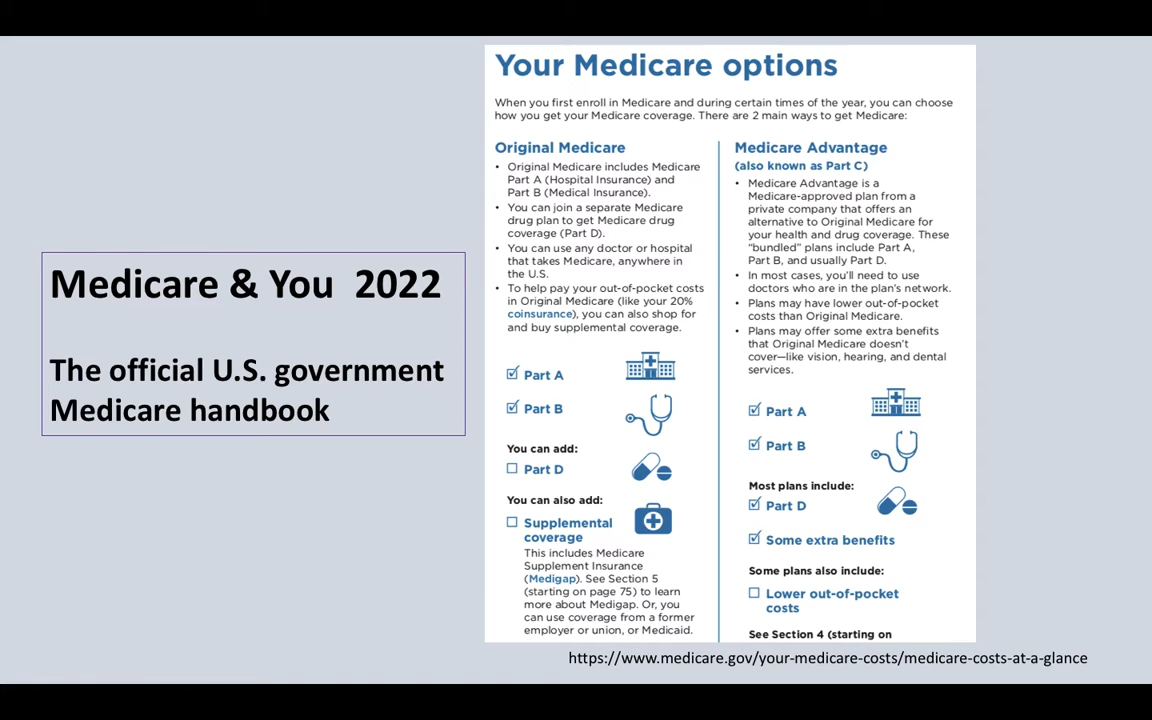 Medicare & You  2022
The official U.S. government
Medicare handbook
Your Medicare options
When you first enroll in Medicare and during certain times of the year, you can choose
how you get your Medicare coverage. There are 2 main ways to get Medicare:
Original Medicare
• Original Medicare includes Medicare
Part A (Hospital Insurance) and
Part B (Medical Insurance).
• You can join a separate Medicare
drug plan to get Medicare drug
coverage (Part D).
• You can use any doctor or hospital
that takes Medicare, anywhere in
the U.S.
• To help pay your out-of-pocket costs
in Original Medicare (like your 20%
coinsurance), you can also shop for
and buy supplemental coverage.
Part A
Part B
You can add:
Part D
You can also add:
Supplemental
coverage
This includes Medicare
Supplement Insurance
(Medigap). See Section 5
(starting on page 75) to learn
more about Medigap. Or, you
can use coverage from a former
employer or union, or Medicaid.
Medicare Advantage
(also known as Part C)
• Medicare Advantage is a
Medicare-approved plan from a
private company that offers an
alternative to Original Medicare for
your health and drug coverage. These
“bundled” plans include Part A,
Part B, and usually Part D.
• In most cases, you’ll need to use
doctors who are in the plan’s network.
• Plans may have lower out-of-pocket
costs than Original Medicare.
• Plans may offer some extra benefits
that Original Medicare doesn’t
cover—like vision, hearing, and dental
services.
Part A
Part B
Most plans include:
Part D
Some extra benefits
Some plans also include:
Lower out-of-pocket
costs
See Section 4 (starting on
https://www.medicare.gov/your-medicare-costs/medicare-costs-at-a-glance